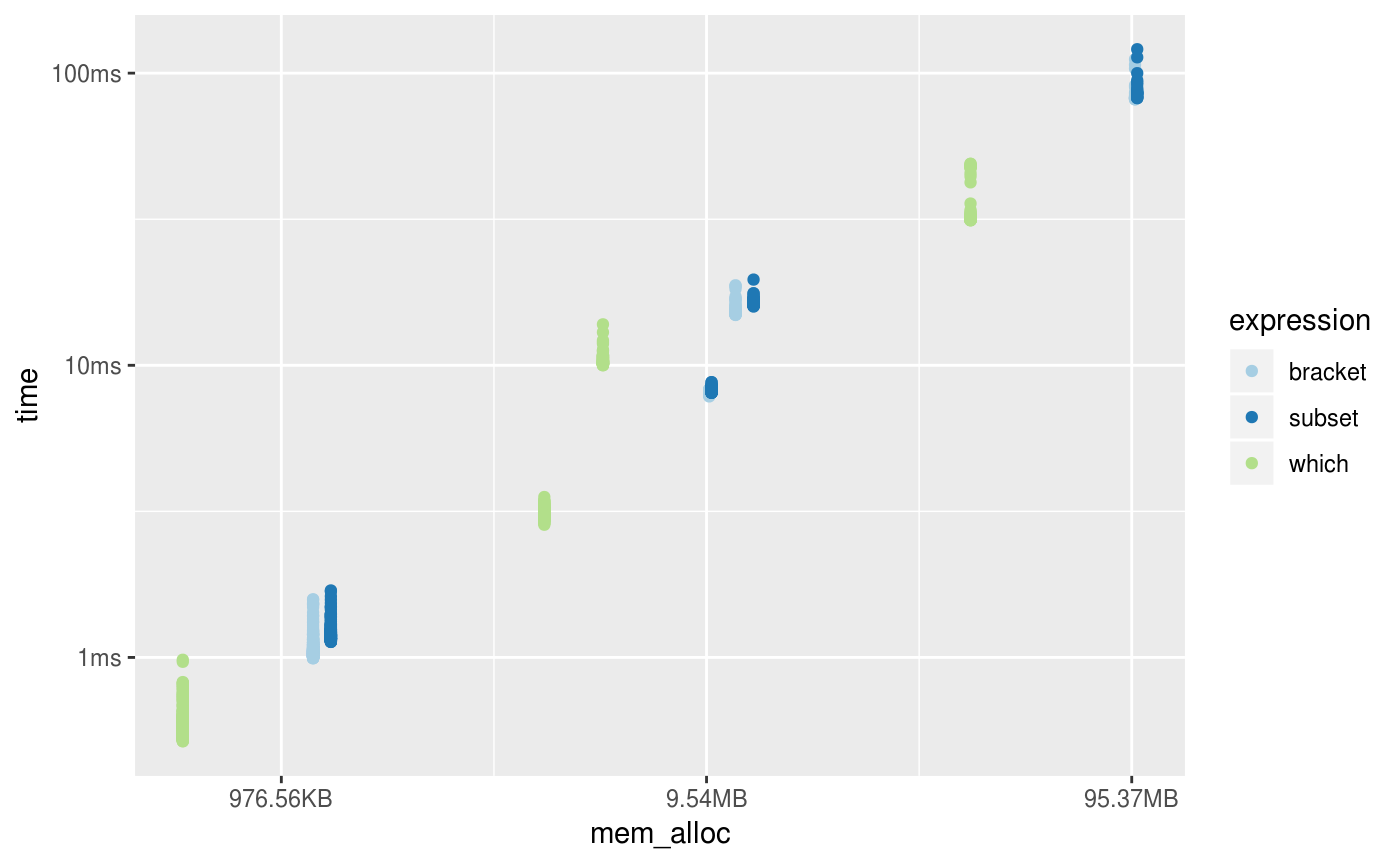 100ms
10ms
1ms
time
976.56KB
9.54MB
95.37MB
mem_alloc
expression
bracket
subset
which